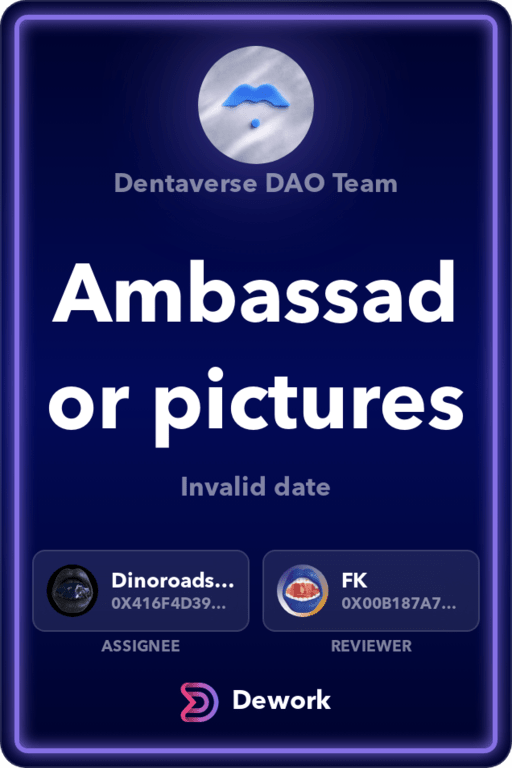 Dentaverse DAO Team
Ambassad
or pictures
Invalid date
Dinoroads...
0X416F4D39...
FK
0X00B187A7...
ASSIGNEE
REVIEWER
Dework